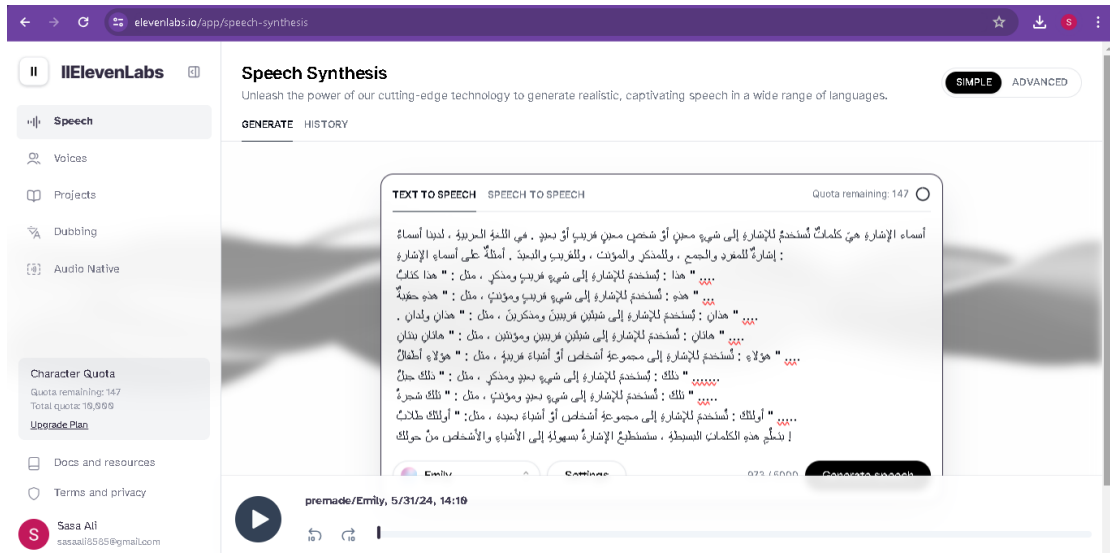 elevenlabs.io/app/speech-synthesis
S
IIElevenLabs
Speech
Voices
Projects
Dubbing
Audio Native
Character Quota
Quota remaining: 147
Total quota: 10,000
Upgrade Plan
Docs and resources
Terms and privacy
S
Sasa Ali
sasaali8585@gmail.com
Speech Synthesis
Unleash the power of our cutting-edge technology to generate realistic, captivating speech in a wide range of languages.
SIMPLE ADVANCED
GENERATE HISTORY
TEXT TO SPEECH SPEECH TO SPEECH Quota remaining: 147
أسماء الإشارةِ هيَ كلماتٌ تُستخدمُ للإشارةِ إلى شيءٍ معينٍ أوْ شخصٍ معينٍ قريبٍ أوْ بعيدٍ . في اللغةِ العربيةِ ، لدينا أسماءُ
إشارةٌ للمفردِ والجمعِ ، وللمذكرِ والمؤنث ، وللقريبِ والبعيدَ . أمثلةٌ على أسماءِ الإشارةِ :
" هذا : يُستخدمَ للإشارةِ إلى شيءٍ قريبٍ ومذكرٍ ، مثل : " هذا كتابٌ ....
" هذهِ : تُستخدمَ للإشارةِ إلى شيءٍ قريبٍ ومؤنثٍ ، مثل : " هذهِ حقيبةٌ ...
" هذانِ : يُستخدمَ للإشارةِ إلى شيئينِ قريبينَ ومذكرينَ ، مثل : " هذانِ ولدانِ . ....
" هاتانِ : تُستخدمَ للإشارةِ إلى شيئينِ قريبينِ ومؤنثينِ ، مثل : " هاتانِ بنتانِ ....
" هؤلاءِ : تُستخدمَ للإشارةِ إلى مجموعةِ أشخاصٍ أوْ أشياءَ قريبةٍ ، مثل : " هؤلاءِ أطفالٌ ....
" ذلكَ : يُستخدمَ للإشارةِ إلى شيءٍ بعيدٍ ومذكرٍ ، مثل : " ذلكَ جبلٌ .......
" تلكَ : تُستخدمَ للإشارةِ إلى شيءٍ بعيدٍ ومؤنثٍ ، مثل : " تلكَ شجرةٌ .....
" أولئكَ : تُستخدمَ للإشارةِ إلى مجموعةِ أشخاصٍ أوْ أشياءَ بعيدة ، مثل: " أولئكَ طلابٌ .....
بتعلُّمِ هذهِ الكلماتِ البسيطةِ ، ستستطيعُ الإشارةَ بسهولةٍ إلى الأشياءِ والأشخاصِ منْ حولكَ !
Emily Settings 973 / 5000 Generate speech
premade/Emily, 5/31/24, 14:10
10 10